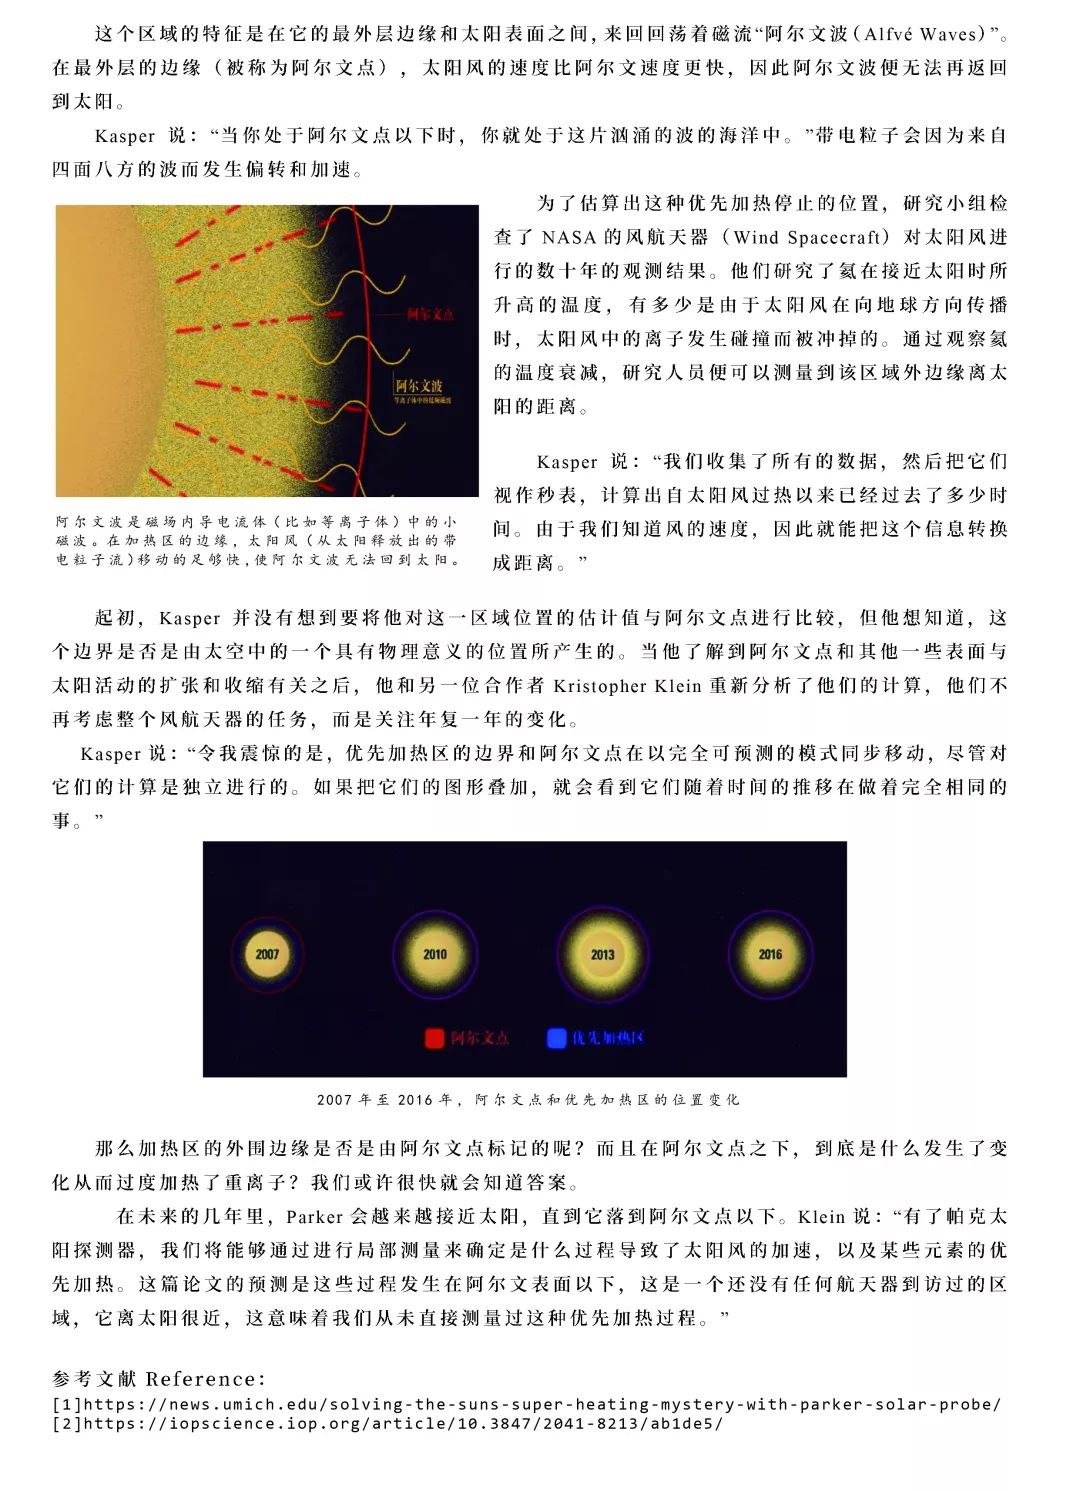 这个区域的特征是在它的最外层边缘和太阳表面之间,来回回荡着磁流“阿尔文波(Alfvé Waves)”。
在最外层的边缘（被称为阿尔文点），太阳风的速度比阿尔文速度更快，因此阿尔文波便无法再返回
到太阳。
Kasper 说：“当你处于阿尔文点以下时，你就处于这片汹涌的波的海洋中。”带电粒子会因为来自
四面八方的波而发生偏转和加速。
阿尔文点
阿尔文波
等离子体中的低频磁波
阿尔文波是磁场内导电流体（比如等离子体）中的小
磁波。在加热区的边缘，太阳风（从太阳释放出的带
电粒子流)移动的足够快,使阿尔文波无法回到太阳。
为了估算出这种优先加热停止的位置，研究小组检
查了 NASA 的风航天器（Wind Spacecraft）对太阳风进
行的数十年的观测结果。他们研究了氦在接近太阳时所
升高的温度，有多少是由于太阳风在向地球方向传播
时，太阳风中的离子发生碰撞而被冲掉的。通过观察氦
的温度衰减，研究人员便可以测量到该区域外边缘离太
阳的距离。
Kasper 说：“我们收集了所有的数据，然后把它们
视作秒表，计算出自太阳风过热以来已经过去了多少时
间。由于我们知道风的速度，因此就能把这个信息转换
成距离。”
起初，Kasper 并没有想到要将他对这一区域位置的估计值与阿尔文点进行比较，但他想知道，这
个边界是否是由太空中的一个具有物理意义的位置所产生的。当他了解到阿尔文点和其他一些表面与
太阳活动的扩张和收缩有关之后，他和另一位合作者 Kristopher Klein 重新分析了他们的计算，他们不
再考虑整个风航天器的任务，而是关注年复一年的变化。
Kasper 说：“令我震惊的是，优先加热区的边界和阿尔文点在以完全可预测的模式同步移动，尽管对
它们的计算是独立进行的。如果把它们的图形叠加，就会看到它们随着时间的推移在做着完全相同的
事。”
2007 2010 2013 2016
阿尔文点 优先加热区
2007 年至 2016 年，阿尔文点和优先加热区的位置变化
那么加热区的外围边缘是否是由阿尔文点标记的呢？而且在阿尔文点之下，到底是什么发生了变
化从而过度加热了重离子？我们或许很快就会知道答案。
在未来的几年里，Parker 会越来越接近太阳，直到它落到阿尔文点以下。Klein 说：“有了帕克太
阳探测器，我们将能够通过进行局部测量来确定是什么过程导致了太阳风的加速，以及某些元素的优
先加热。这篇论文的预测是这些过程发生在阿尔文表面以下，这是一个还没有任何航天器到访过的区
域，它离太阳很近，这意味着我们从未直接测量过这种优先加热过程。”
参考文献 Reference：
[1]https://news.umich.edu/solving-the-suns-super-heating-mystery-with-parker-solar-probe/
[2]https://iopscience.iop.org/article/10.3847/2041-8213/ab1de5/